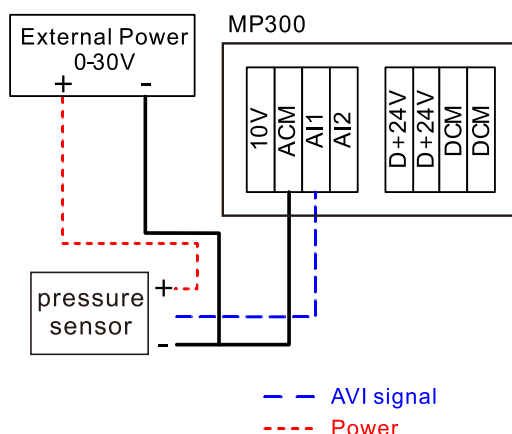 External Power
0-30V
+ -
MP300
10V
ACM
AI1
AI2
D+24V
D+24V
DCM
DCM
pressure
sensor
+
-
AVI signal
Power